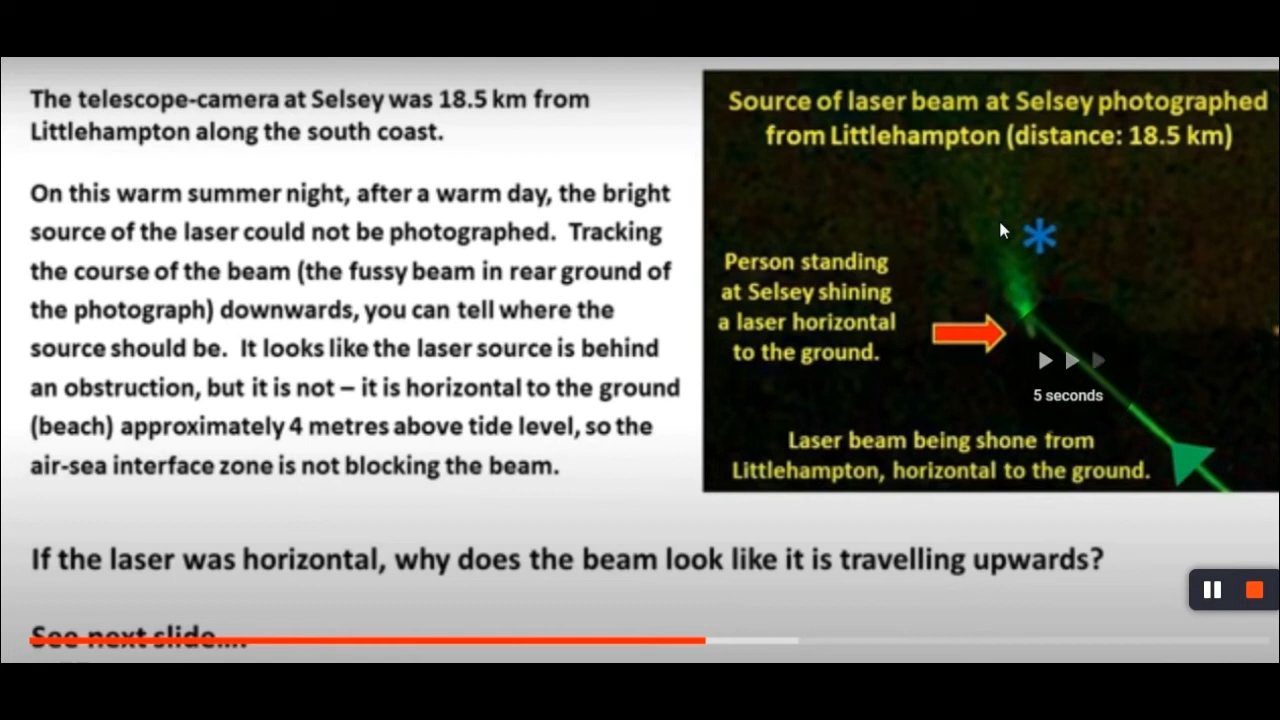 The telescope-camera at Selsey was 18.5 km from
Littlehampton along the south coast.
On this warm summer night, after a warm day, the bright
source of the laser could not be photographed. Tracking
the course of the beam (the fussy beam in rear ground of
the photograph) downwards, you can tell where the
source should be. It looks like the laser source is behind
an obstruction, but it is not – it is horizontal to the ground
(beach) approximately 4 metres above tide level, so the
air-sea interface zone is not blocking the beam.
Source of laser beam at Selsey photographed
from Littlehampton (distance: 18.5 km)
*
Person standing
at Selsey shining
a laser horizontal
to the ground.
5 seconds
Laser beam being shone from
Littlehampton, horizontal to the ground.
If the laser was horizontal, why does the beam look like it is travelling upwards?
See next slide....